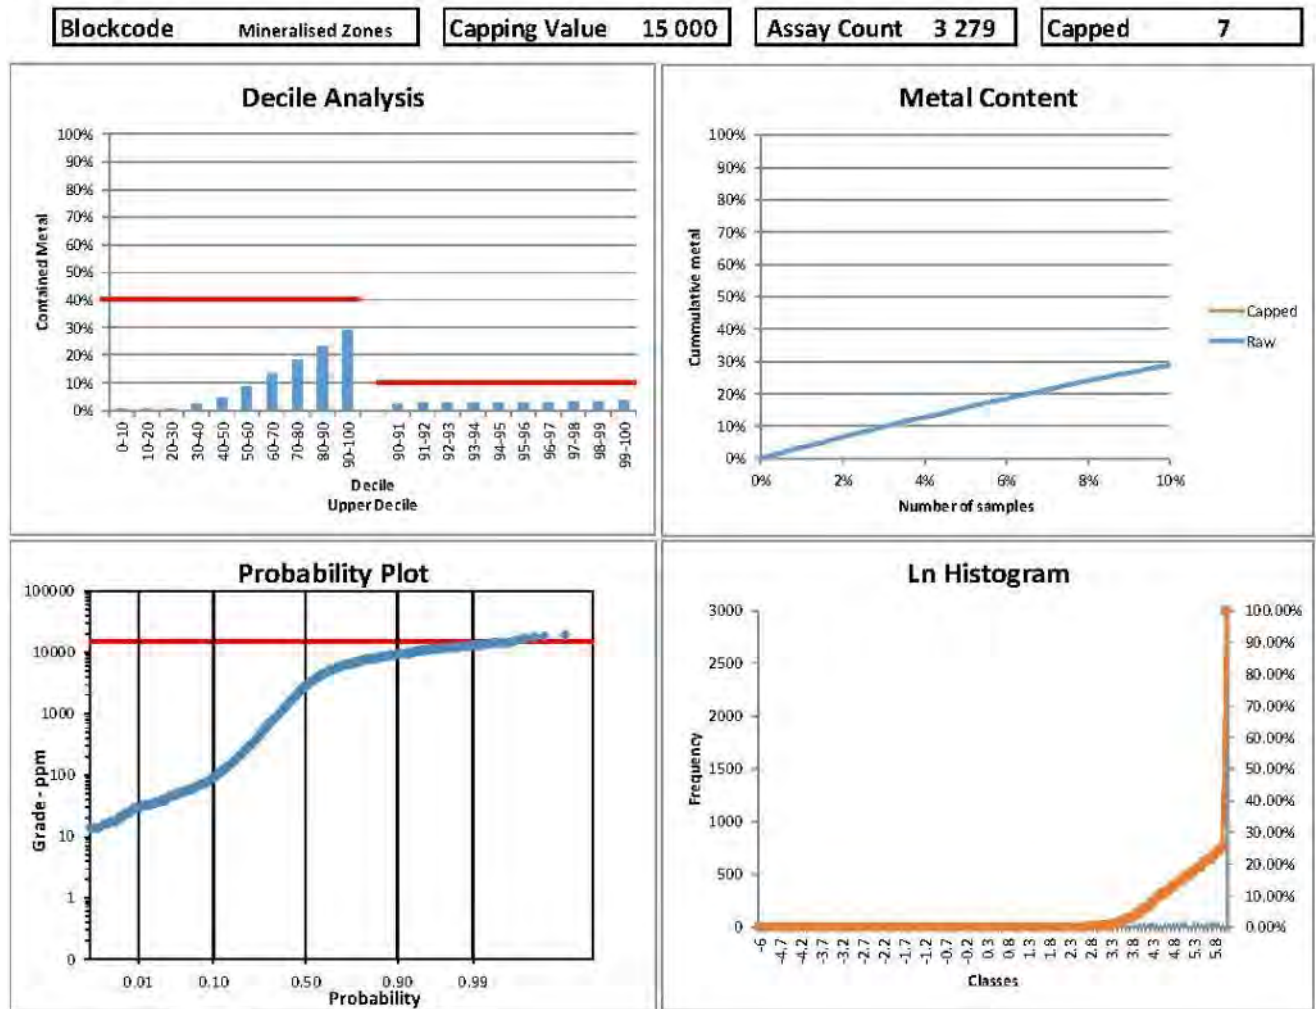 Blockcode Mineralised Zones Capping Value 15 000 Assay Count 3 279 Capped 7
Decile Analysis
Contained Metal
100%
90%
80%
70%
60%
50%
40%
30%
20%
10%
0%
0-10 10-20 20-30 30-40 40-50 50-60 60-70 70-80 80-90 90-100 90-91 91-92 92-93 93-94 94-95 95-96 96-97 97-98 98-99 99-100
Decile
Upper Decile
Metal Content
Cummulative metal
100%
90%
80%
70%
60%
50%
40%
30%
20%
10%
0%
0% 2% 4% 6% 8% 10%
Number of samples
Capped
Raw
Probability Plot
Grade - ppm
100000
10000
1000
100
10
1
0
0.01 0.10 0.50 0.90 0.99
Probability
Ln Histogram
Frequency
3000
2500
2000
1500
1000
500
0
100.00%
90.00%
80.00%
70.00%
60.00%
50.00%
40.00%
30.00%
20.00%
10.00%
0.00%
-6 -4.7 -4.2 -3.7 -3.2 -2.7 -2.2 -1.7 -1.2 -0.7 -0.2 0.3 0.8 1.3 1.8 2.3 2.8 3.3 3.8 4.3 4.8 5.3 5.8
Classes